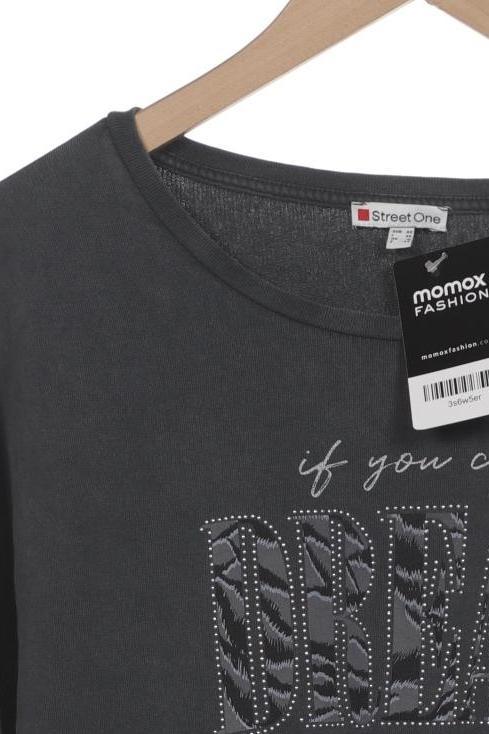 Street One
momox
FASHION
momoxfashion.co
3s6w5er
if you c
DREA